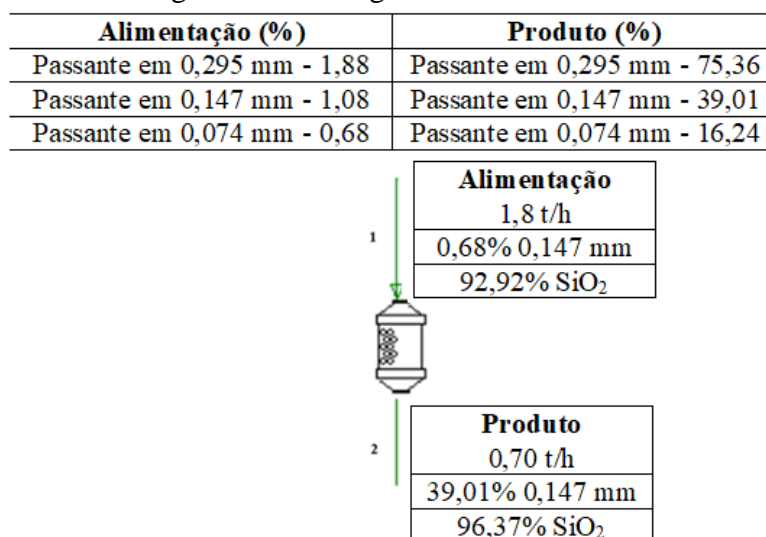 Alimentação (%) Produto (%)
Passante em 0,295 mm - 1,88 Passante em 0,295 mm - 75,36
Passante em 0,147 mm - 1,08 Passante em 0,147 mm - 39,01
Passante em 0,074 mm - 0,68 Passante em 0,074 mm - 16,24
Alimentação
1,8 t/h
1
0,68% 0,147 mm
92,92% SiO₂
Produto
2
0,70 t/h
39,01% 0,147 mm
96,37% SiO₂